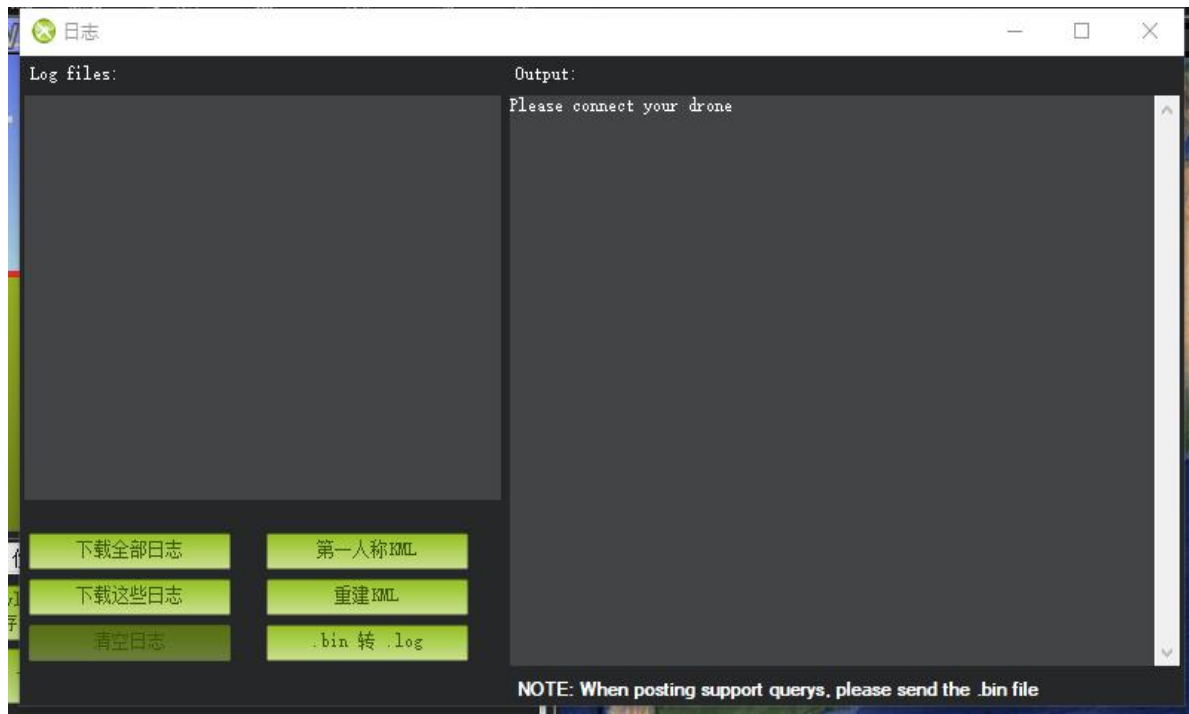 日志
Log files:
Output:
Please connect your drone
下载全部日志
第一人称KML
下载这些日志
重建KML
清空日志
.bin 转 .log
NOTE: When posting support querys, please send the .bin file